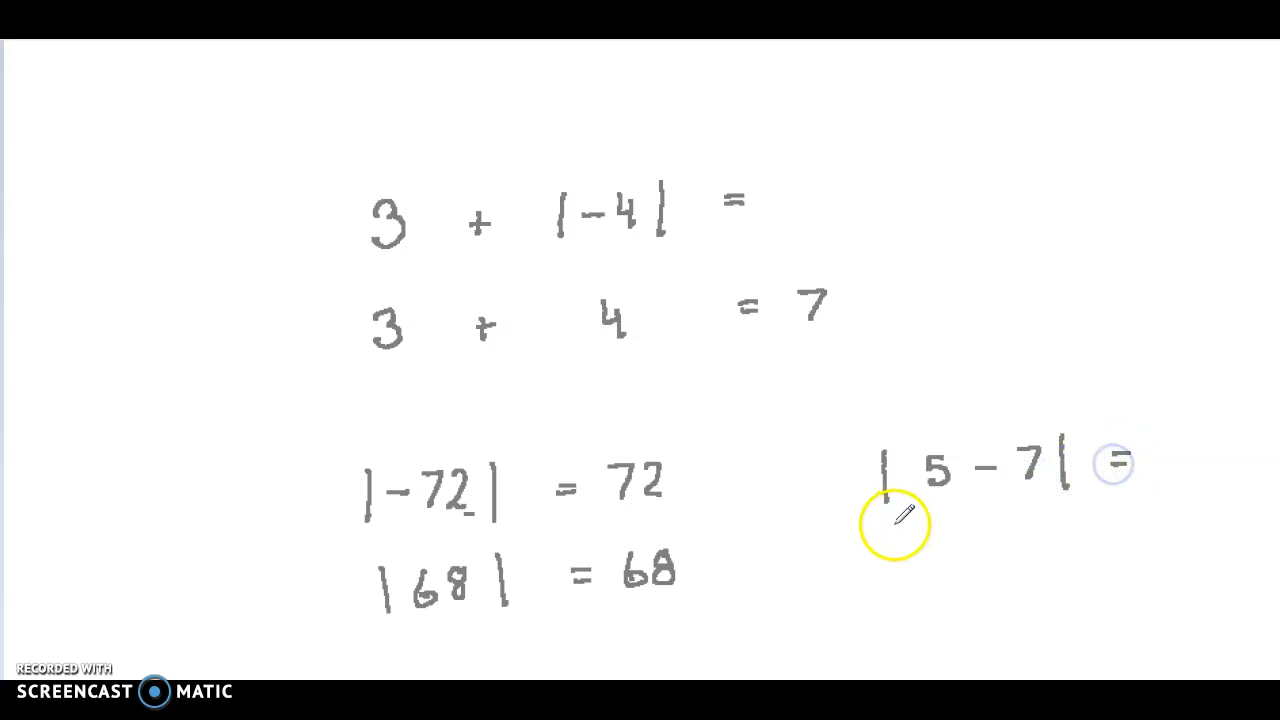 3 + |-4| =
3 + 4 = 7
|-72| = 72
|5 - 7| =
|68| = 68
RECORDED WITH
SCREENCAST MATIC